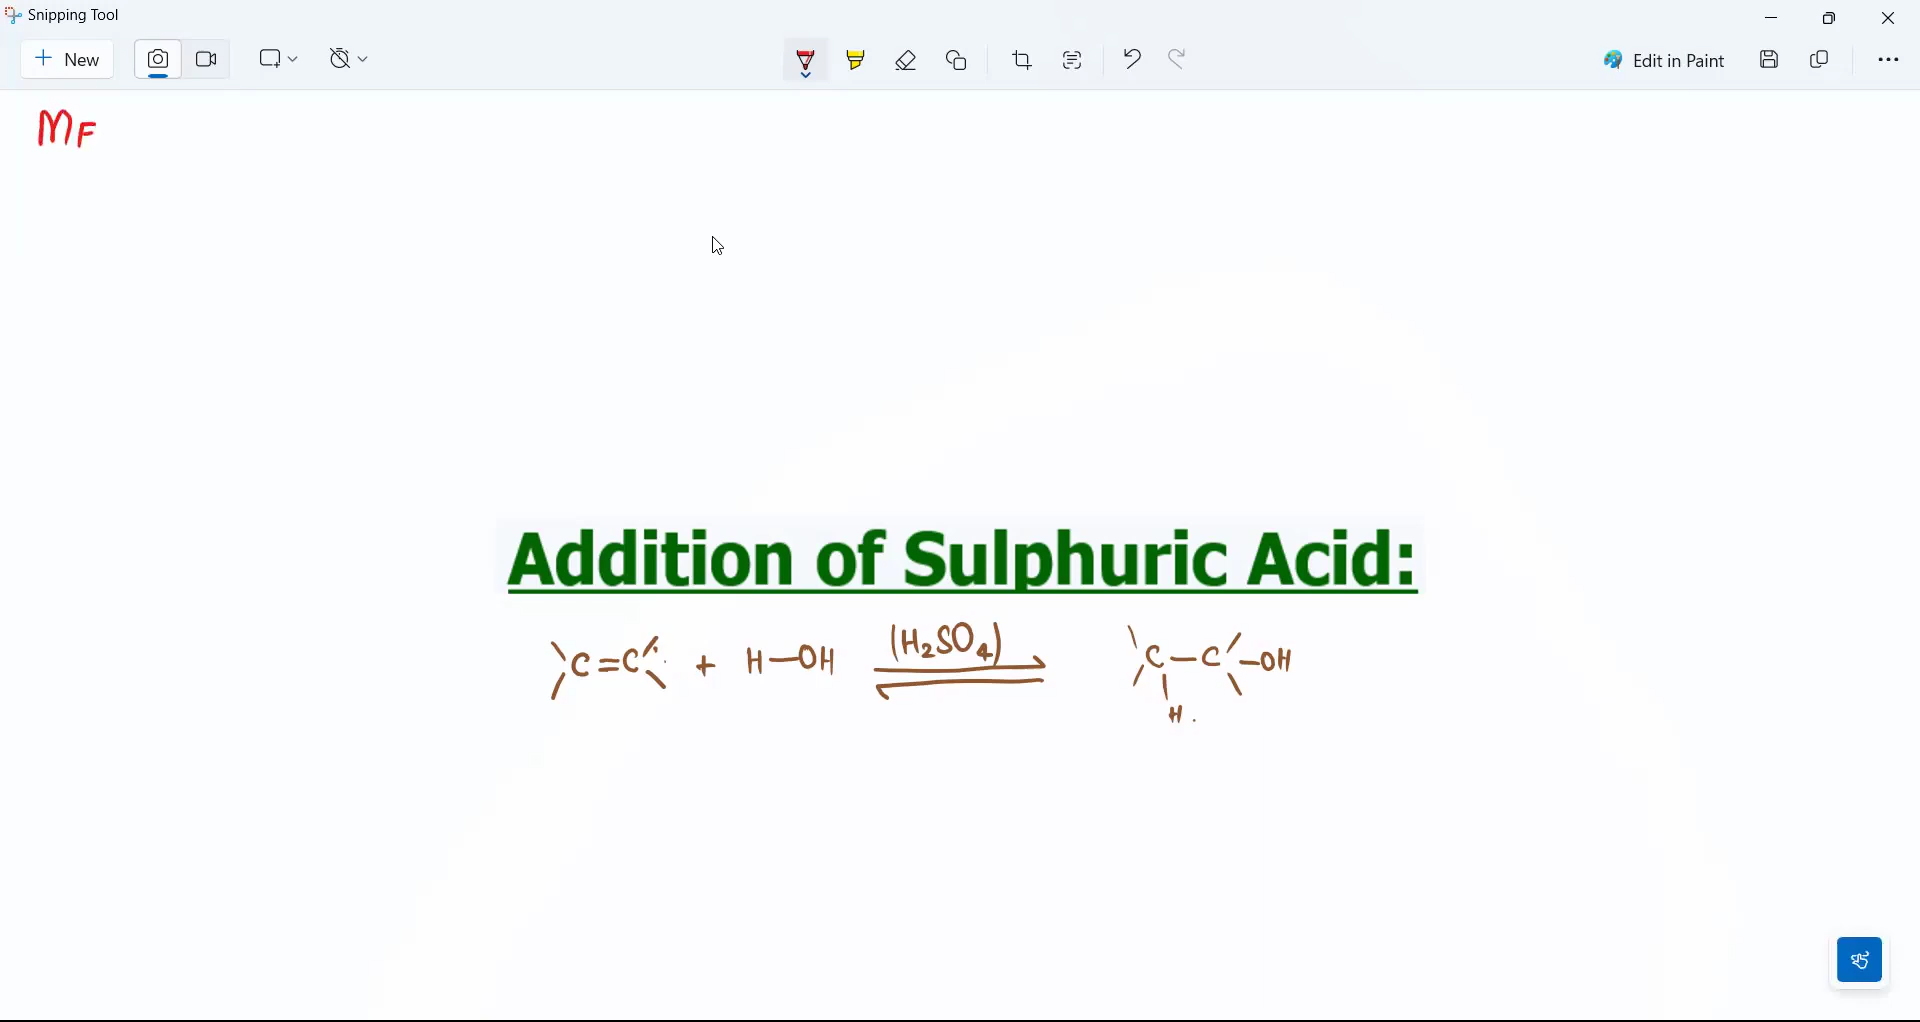 Snipping Tool
New
Edit in Paint
MF
Addition of Sulphuric Acid:
C=C + H—OH (H₂SO₄) C—C—OH
H